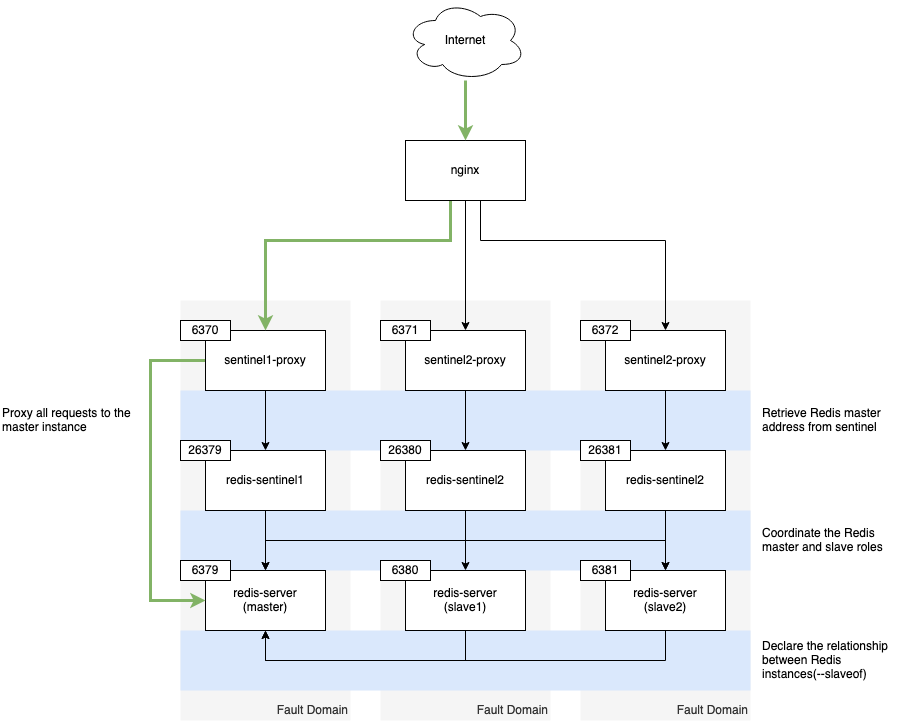 Internet
nginx
6370
6371
6372
sentinel1-proxy
sentinel2-proxy
sentinel2-proxy
Proxy all requests to the
master instance
Retrieve Redis master
address from sentinel
26379
26380
26381
redis-sentinel1
redis-sentinel2
redis-sentinel2
Coordinate the Redis
master and slave roles
6379
6380
6381
redis-server
(master)
redis-server
(slave1)
redis-server
(slave2)
Declare the relationship
between Redis
instances(--slaveof)
Fault Domain
Fault Domain
Fault Domain